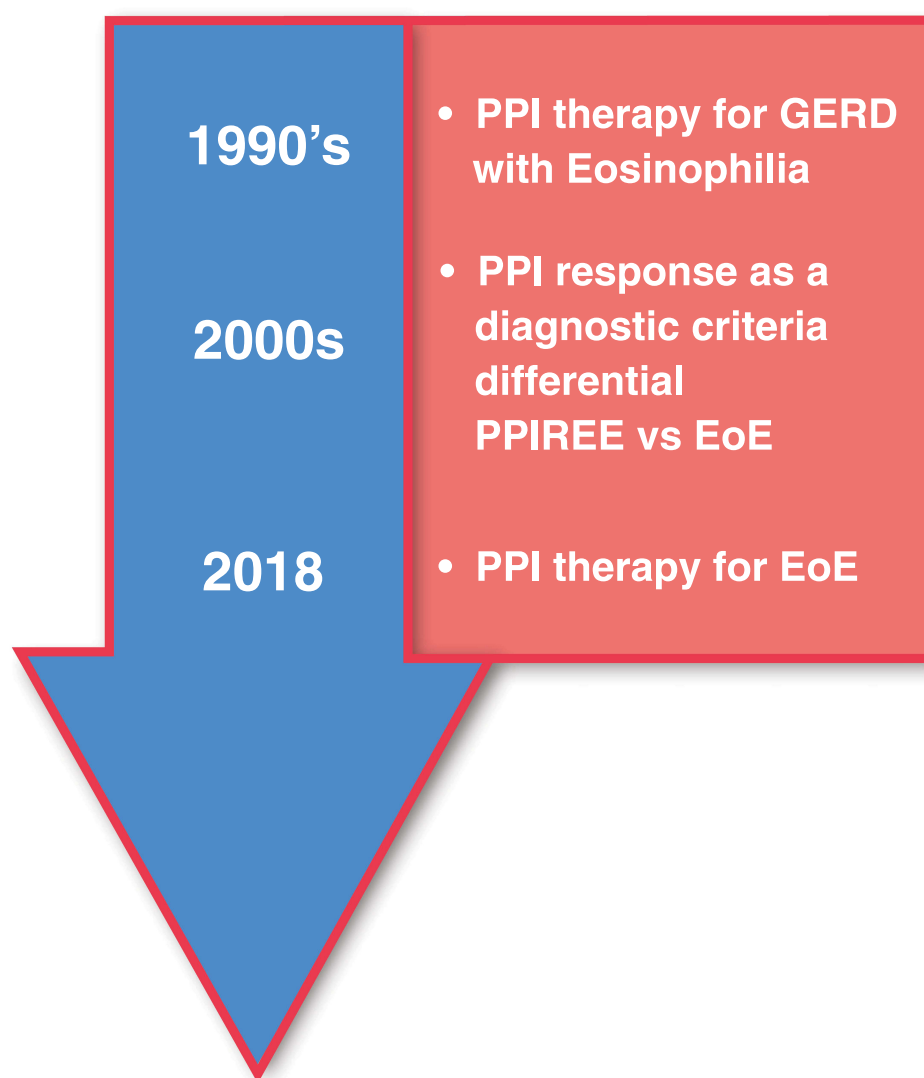 1990's
• PPI therapy for GERD
with Eosinophilia
2000s
• PPI response as a
diagnostic criteria
differential
PPIREE vs EoE
2018
• PPI therapy for EoE